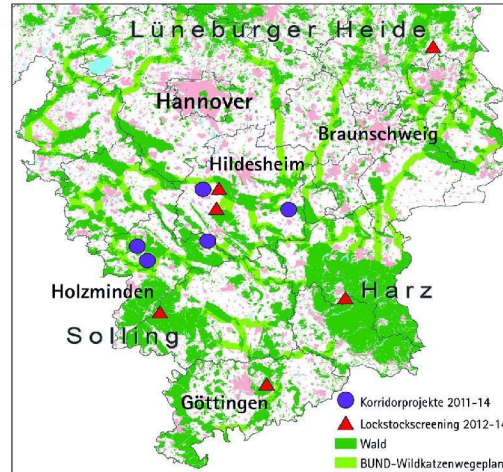 Lüneburger Heide
Hannover
Braunschweig
Hildesheim
Holzminden
Harz
Solling
Göttingen
Korridorprojekte 2011-14
Lockstockscreening 2012-14
Wald
BUND-Wildkatzenwegeplan